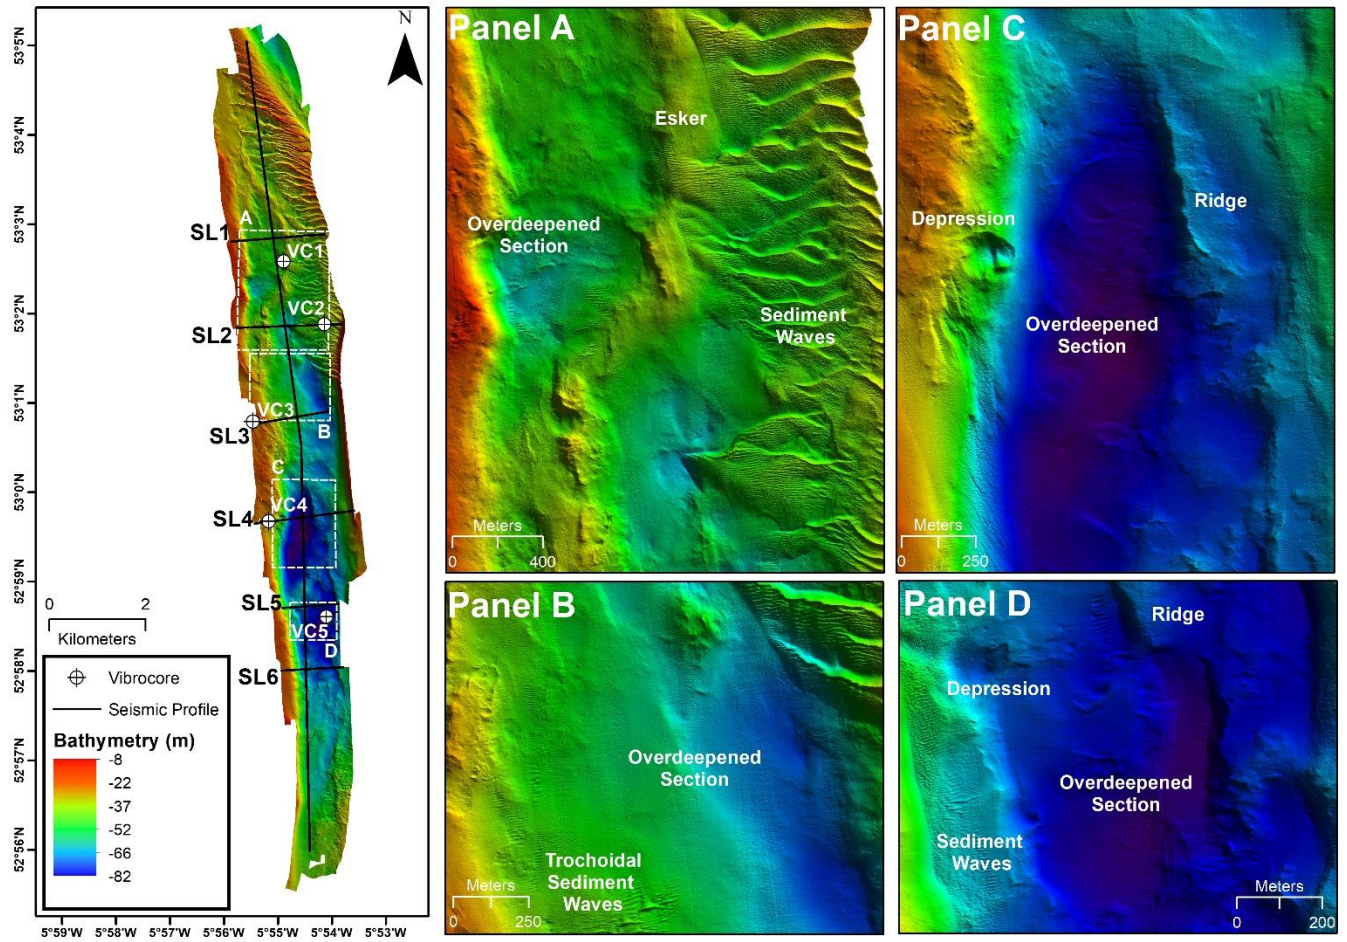 N
53°5'N
53°4'N
53°3'N
53°2'N
53°1'N
53°0'N
52°59'N
52°58'N
52°57'N
52°56'N
5°59'W
5°58'W
5°57'W
5°56'W
5°55'W
5°54'W
5°53'W
A
SL1
VC1
VC2
SL2
VC3
SL3
B
C
VC4
SL4
SL5
VC5
D
SL6
0 2
Kilometers
Vibrocore
Seismic Profile
Bathymetry (m)
-8
-22
-37
-52
-66
-82
Panel A
Esker
Overdeepened
Section
Sediment
Waves
Meters
0 400
Panel B
Overdeepened
Section
Trochoidal
Sediment
Waves
Meters
0 250
Panel C
Depression
Ridge
Overdeepened
Section
Meters
0 250
Panel D
Ridge
Depression
Overdeepened
Section
Sediment
Waves
Meters
0 200